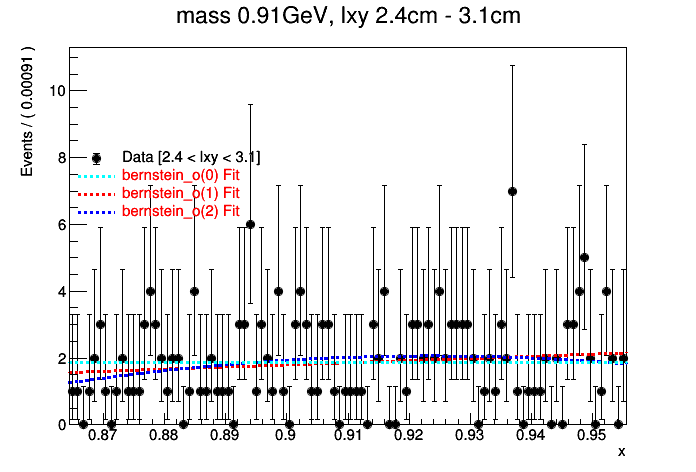 mass 0.91GeV, lxy 2.4cm - 3.1cm
Events / ( 0.00091 )
10
8
Data [2.4 < lxy < 3.1]
bernstein_o(0) Fit
bernstein_o(1) Fit
bernstein_o(2) Fit
6
4
2
0
0.87 0.88 0.89 0.9 0.91 0.92 0.93 0.94 0.95
x